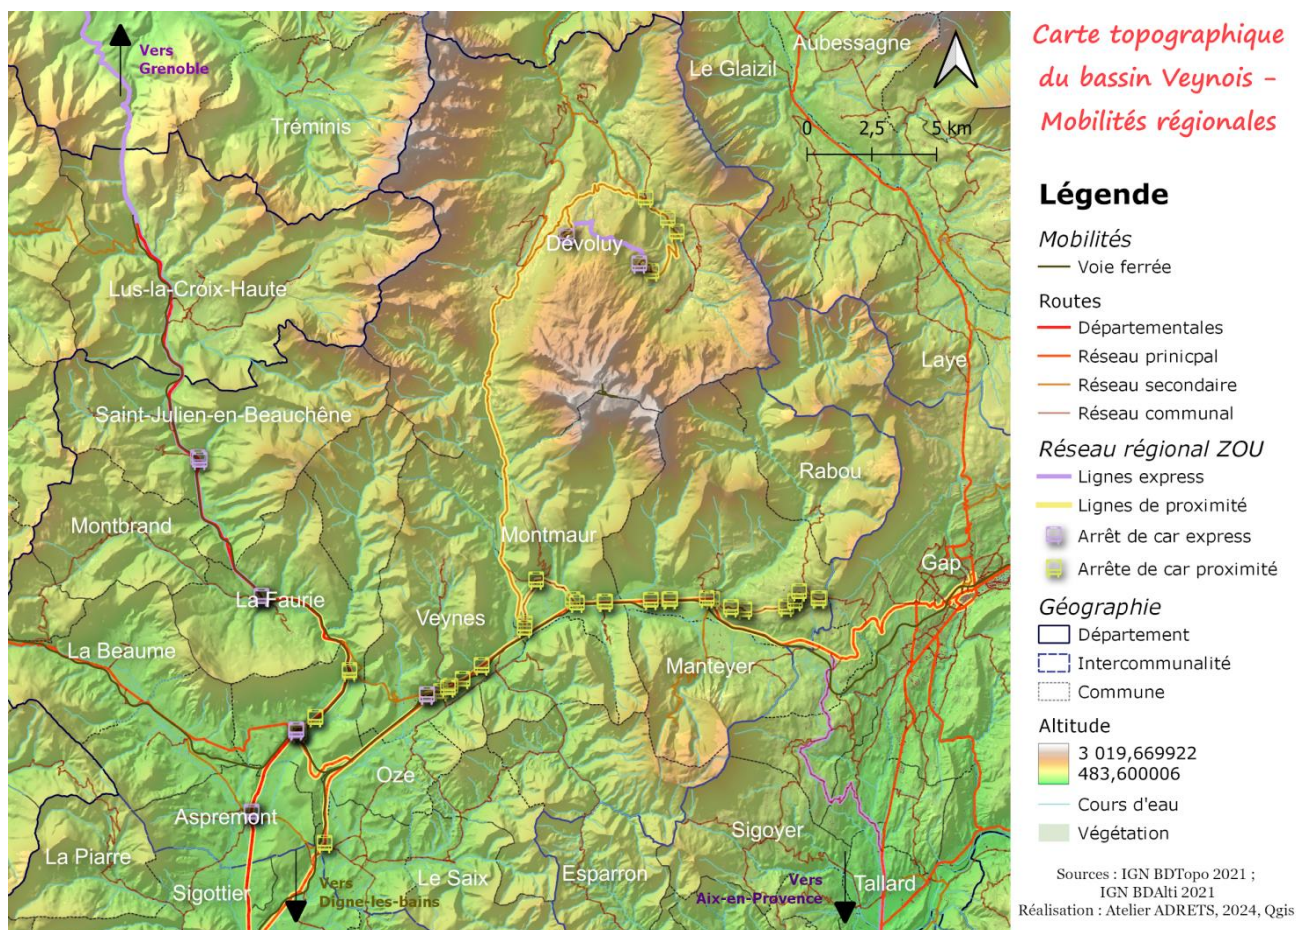 Carte topographique
du bassin Veynois -
Mobilités régionales
Légende
Mobilités
Voie ferrée
Routes
Départementales
Réseau prinicpal
Réseau secondaire
Réseau communal
Réseau régional ZOU
Lignes express
Lignes de proximité
Arrêt de car express
Arrête de car proximité
Géographie
Département
Intercommunalité
Commune
Altitude
3 019,669922
483,600006
Cours d'eau
Végétation
Sources : IGN BDTopo 2021 ;
IGN BDAlti 2021
Réalisation : Atelier ADRETS, 2024, Qgis
Vers
Grenoble
Aubessagne
Le Glaizil
0 2,5 5 km
Tréminis
Dévoluy
Lus-la-Croix-Haute
Laye
Saint-Julien-en-Beauchêne
Rabou
Montbrand
Montmaur
Gap
La Faurie
Veynes
La Beaume
Manteyer
Oze
Aspremont
Sigoyer
La Piarre
Le Saix
Esparron
Tallard
Sigottier
Vers
Digne-les-bains
Vers
Aix-en-Provence